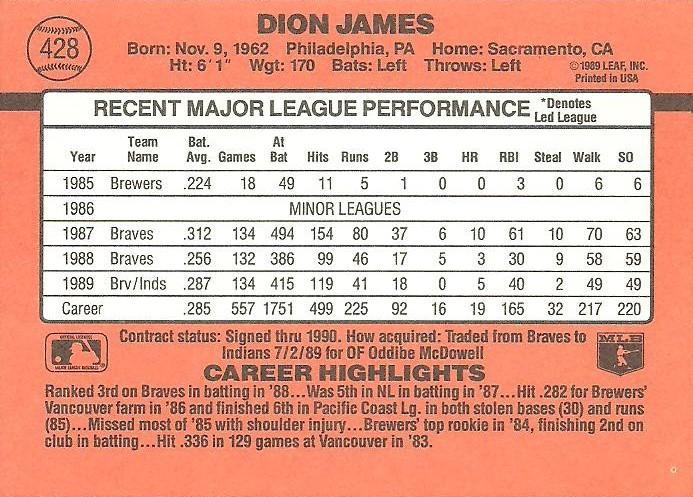 428
DION JAMES
Born: Nov. 9, 1962 Philadelphia, PA Home: Sacramento, CA
Ht: 6'1" Wgt: 170 Bats: Left Throws: Left
©1989 LEAF, INC.
Printed in USA
RECENT MAJOR LEAGUE PERFORMANCE *Denotes Led League
Year Team Name Bat. Avg. Games At Bat Hits Runs 2B 3B HR RBI Steal Walk SO
1985 Brewers .224 18 49 11 5 1 0 0 3 0 6 6
1986 MINOR LEAGUES
1987 Braves .312 134 494 154 80 37 6 10 61 10 70 63
1988 Braves .256 132 386 99 46 17 5 3 30 9 58 59
1989 Brv/Inds .287 134 415 119 41 18 0 5 40 2 49 49
Career .285 557 1751 499 225 92 16 19 165 32 217 220
Contract status: Signed thru 1990. How acquired: Traded from Braves to
Indians 7/2/89 for OF Oddibe McDowell
MLB
CAREER HIGHLIGHTS
Ranked 3rd on Braves in batting in '88...Was 5th in NL in batting in '87...Hit .282 for Brewers'
Vancouver farm in '86 and finished 6th in Pacific Coast Lg. in both stolen bases (30) and runs
(85)...Missed most of '85 with shoulder injury...Brewers' top rookie in '84, finishing 2nd on
club in batting...Hit .336 in 129 games at Vancouver in '83.